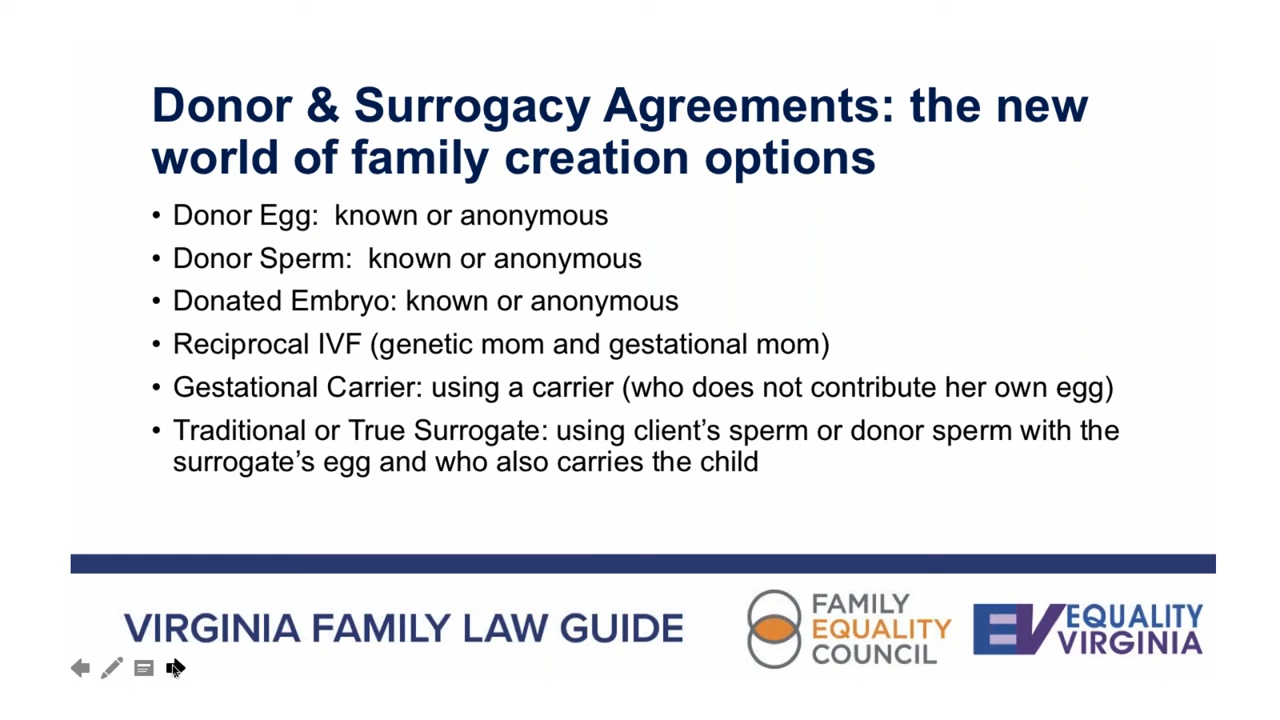 Donor & Surrogacy Agreements: the new
world of family creation options
• Donor Egg:  known or anonymous
• Donor Sperm:  known or anonymous
• Donated Embryo: known or anonymous
• Reciprocal IVF (genetic mom and gestational mom)
• Gestational Carrier: using a carrier (who does not contribute her own egg)
• Traditional or True Surrogate: using client’s sperm or donor sperm with the
surrogate’s egg and who also carries the child
VIRGINIA FAMILY LAW GUIDE
FAMILY
EQUALITY
COUNCIL
EV EQUALITY
VIRGINIA